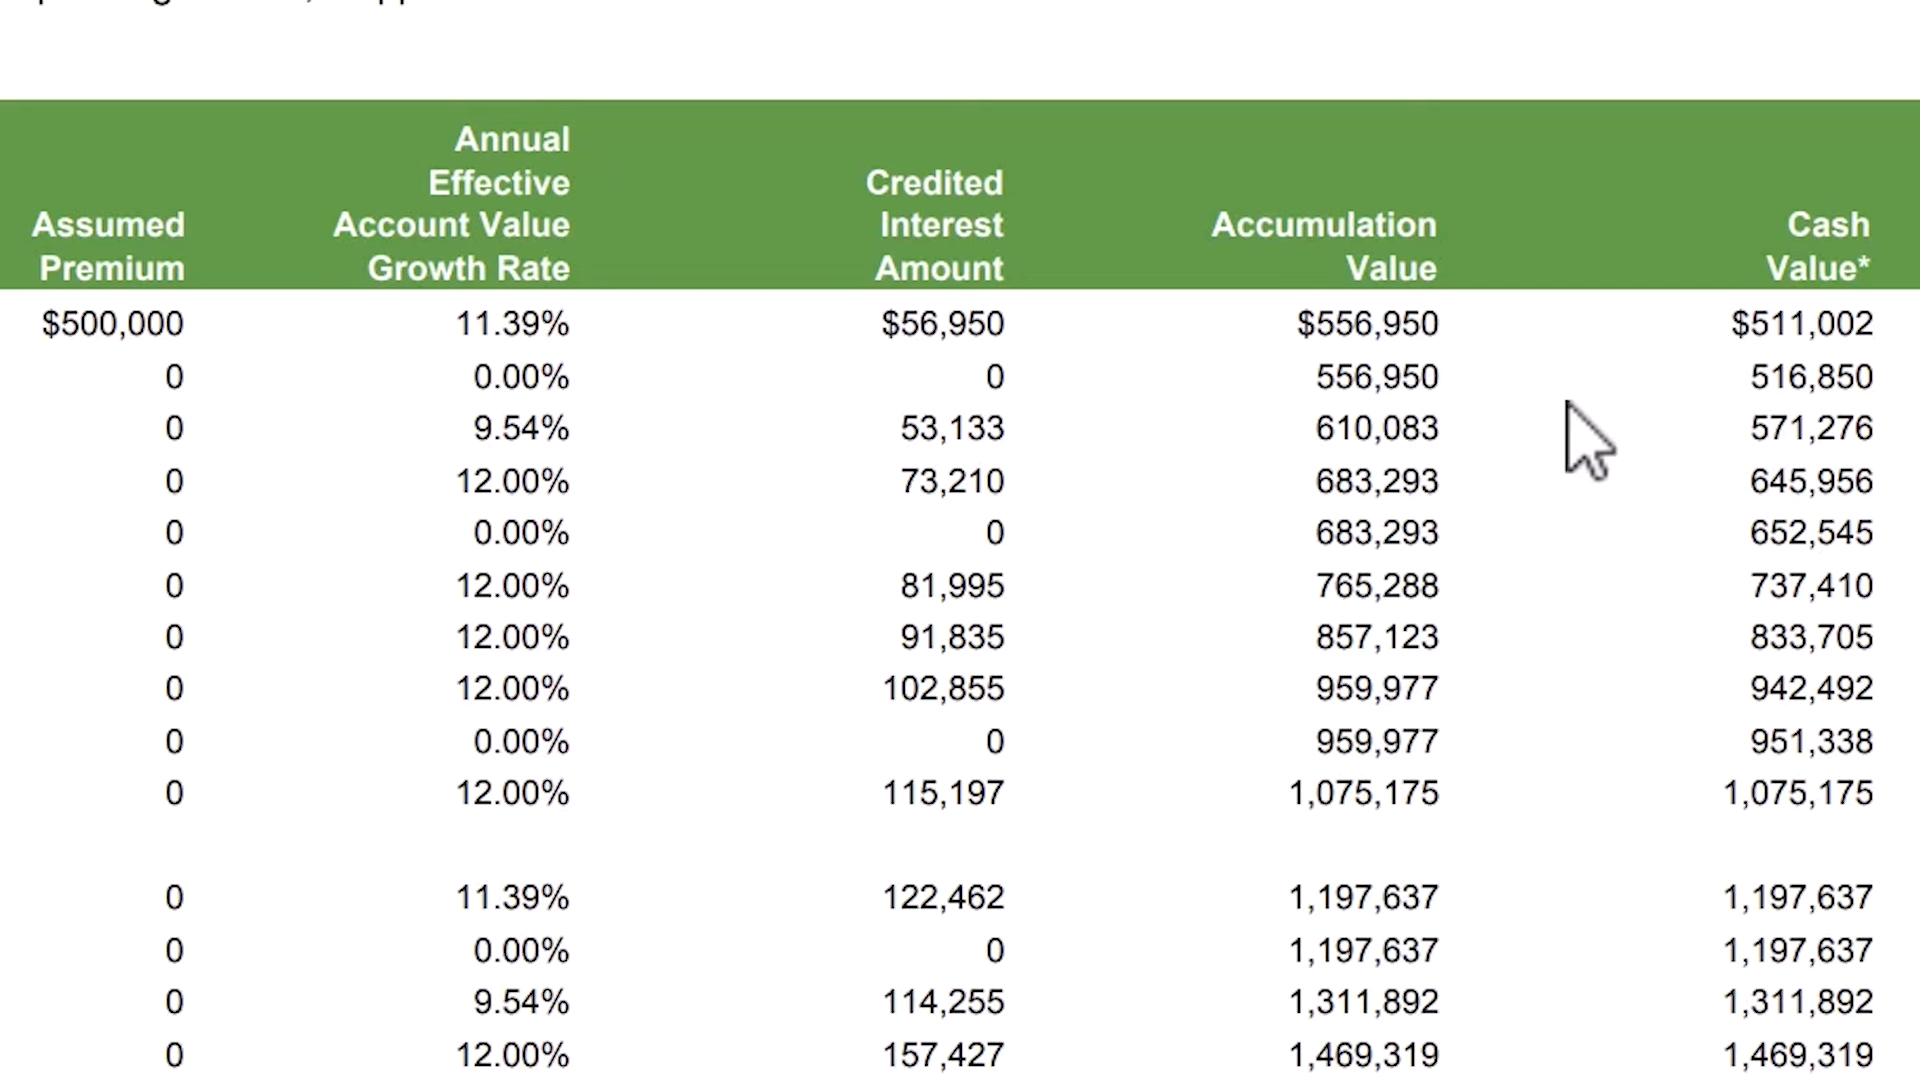 Annual
Effective Credited
Assumed Account Value Interest Accumulation Cash
Premium Growth Rate Amount Value Value*
$500,000 11.39% $56,950 $556,950 $511,002
0 0.00% 0 556,950 516,850
0 9.54% 53,133 610,083 571,276
0 12.00% 73,210 683,293 645,956
0 0.00% 0 683,293 652,545
0 12.00% 81,995 765,288 737,410
0 12.00% 91,835 857,123 833,705
0 12.00% 102,855 959,977 942,492
0 0.00% 0 959,977 951,338
0 12.00% 115,197 1,075,175 1,075,175
0 11.39% 122,462 1,197,637 1,197,637
0 0.00% 0 1,197,637 1,197,637
0 9.54% 114,255 1,311,892 1,311,892
0 12.00% 157,427 1,469,319 1,469,319